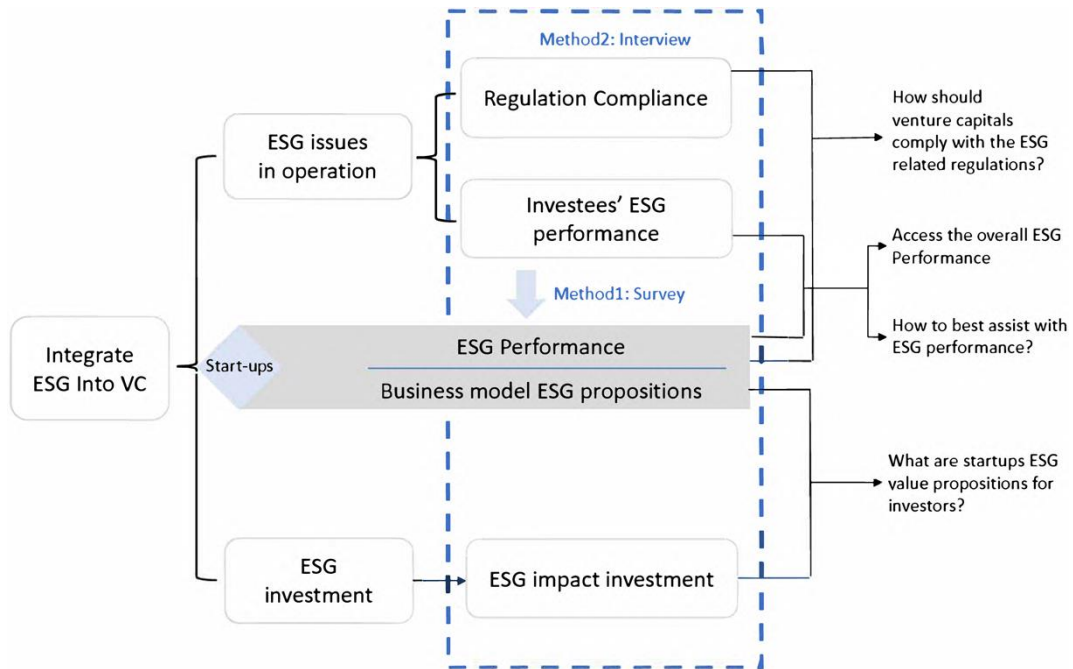 Method2: Interview
Regulation Compliance
How should
venture capitals
comply with the ESG
related regulations?
ESG issues
in operation
Investees' ESG
performance
Access the overall ESG
Performance
Method1: Survey
How to best assist with
ESG performance?
Integrate
ESG Into VC
Start-ups
ESG Performance
Business model ESG propositions
What are startups ESG
value propositions for
investors?
ESG
investment
ESG impact investment